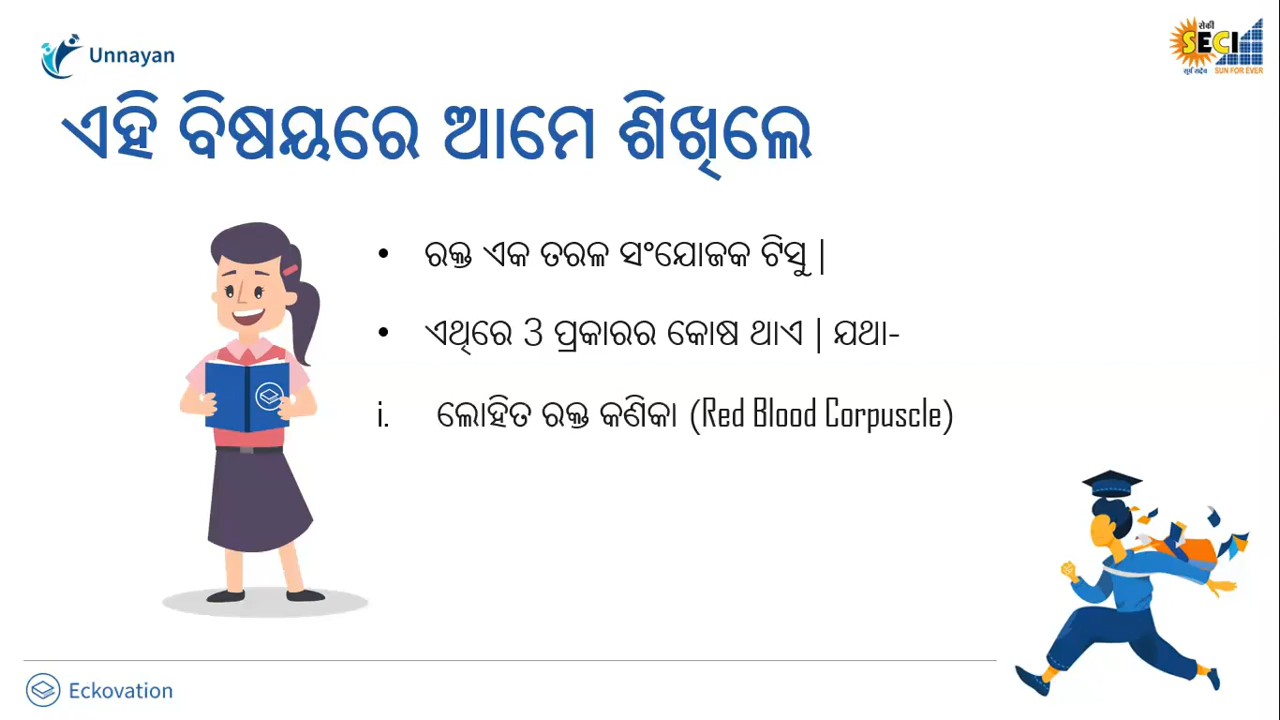 Unnayan
सेकी
SECI
सूर्य सदैव SUN FOR EVER
ଏହି ବିଷୟରେ ଆମେ ଶିଖିଲେ
• ରକ୍ତ ଏକ ତରଳ ସଂଯୋଜକ ଟିସୁ |
• ଏଥିରେ 3 ପ୍ରକାରର କୋଷ ଥାଏ | ଯଥା-
i. ଲୋହିତ ରକ୍ତ କଣିକା (Red Blood Corpuscle)
Eckovation